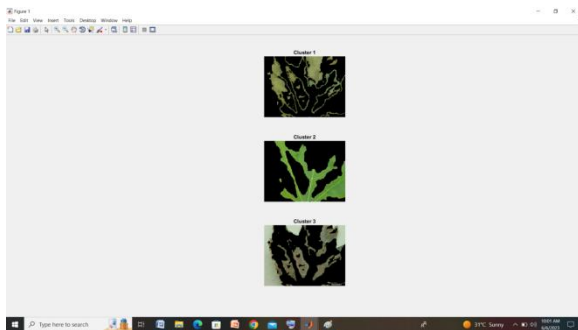 Figure 1
File Edit View Insert Tools Desktop Window Help
Cluster 1
Cluster 2
Cluster 3
Type here to search
31°C Sunny